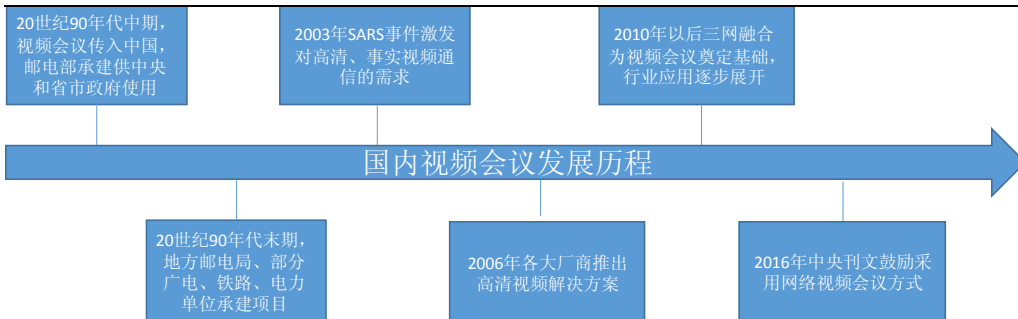 20世纪90年代中期，
视频会议传入中国，
邮电部承建供中央
和省市政府使用
2003年SARS事件激发
对高清、事实视频通
信的需求
2010年以后三网融合
为视频会议奠定基础，
行业应用逐步展开
国内视频会议发展历程
20世纪90年代末期，
地方邮电局、部分
广电、铁路、电力
单位承建项目
2006年各大厂商推出
高清视频解决方案
2016年中央刊文鼓励采
用网络视频会议方式